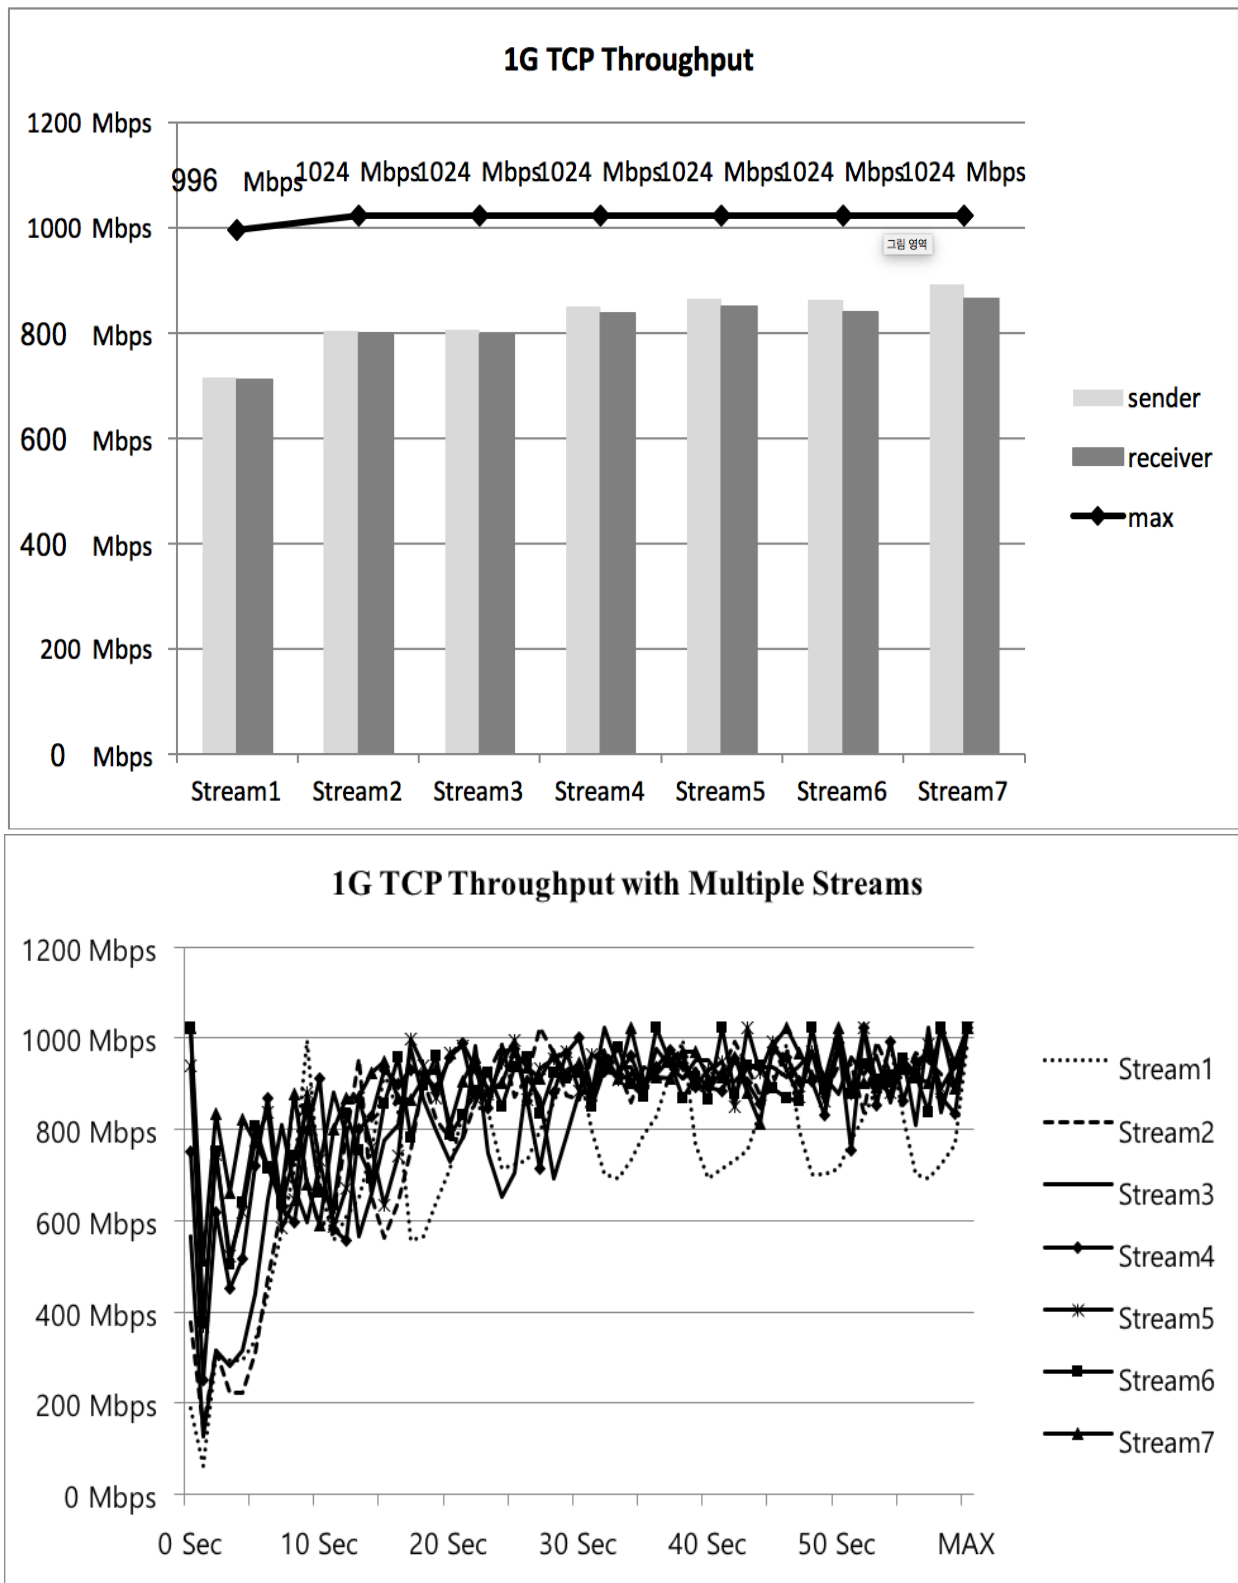 1G TCP Throughput
1200 Mbps
996 Mbps 1024 Mbps 1024 Mbps 1024 Mbps 1024 Mbps 1024 Mbps 1024 Mbps
1000 Mbps
그림 영역
800 Mbps
600 Mbps
400 Mbps
200 Mbps
0 Mbps
sender
receiver
max
Stream1 Stream2 Stream3 Stream4 Stream5 Stream6 Stream7
1G TCP Throughput with Multiple Streams
1200 Mbps
1000 Mbps
800 Mbps
600 Mbps
400 Mbps
200 Mbps
0 Mbps
Stream1
Stream2
Stream3
Stream4
Stream5
Stream6
Stream7
0 Sec 10 Sec 20 Sec 30 Sec 40 Sec 50 Sec MAX